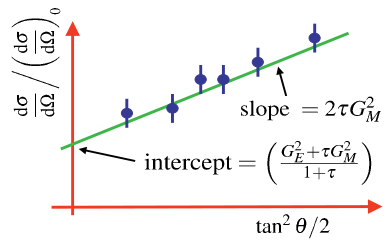 dσ/dΩ / (dσ/dΩ)₀
slope = 2τG_M²
intercept = ( (G_E² + τG_M²) / (1+τ) )
tan² θ/2